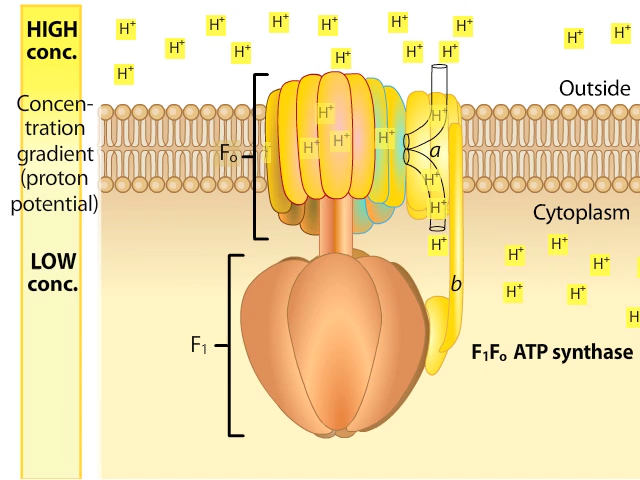 HIGH
conc.
H⁺
H⁺
H⁺
H⁺
H⁺
H⁺
H⁺
H⁺
H⁺
H⁺
H⁺
H⁺
H⁺
H⁺
Outside
Concen-
tration
gradient
(proton
potential)
Fₒ
H⁺
H⁺
H⁺
H⁺
H⁺
a
H⁺
H⁺
Cytoplasm
LOW
conc.
H⁺
H⁺
H⁺
H⁺
H⁺
H⁺
H⁺
b
F₁
F₁Fₒ ATP synthase